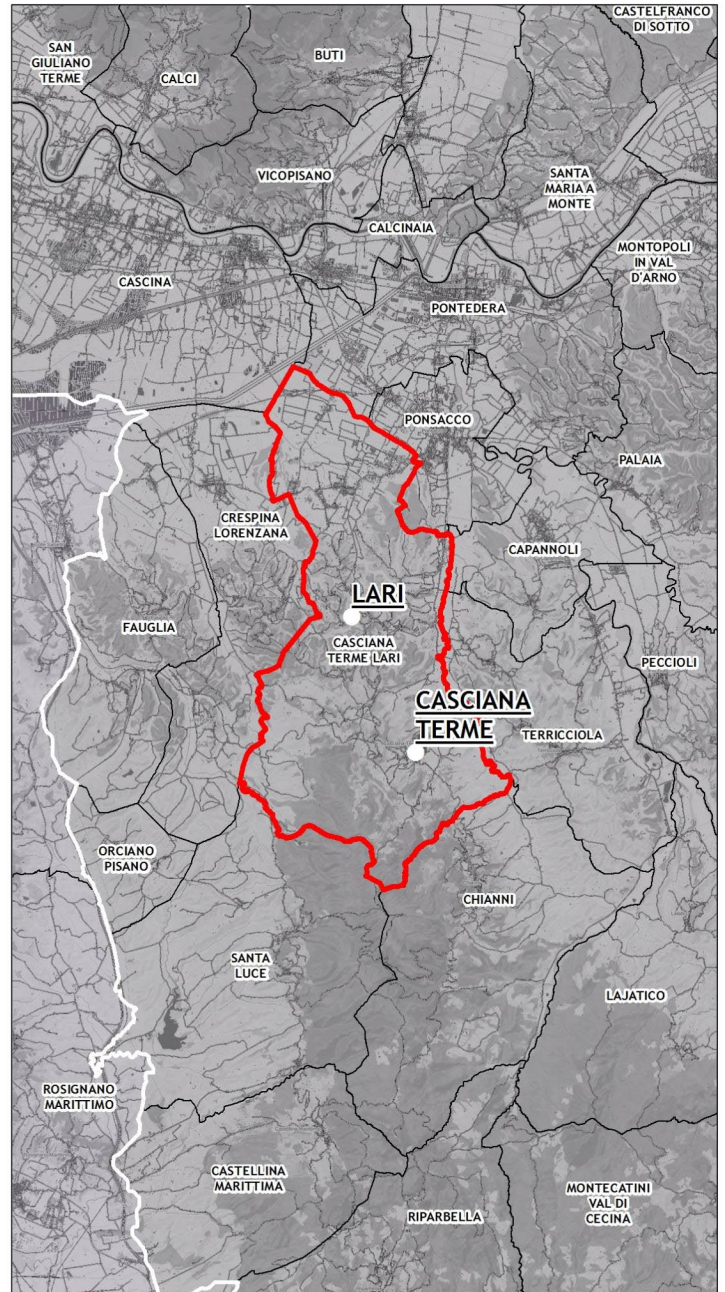 CASTELFRANCO
DI SOTTO
SAN
GIULIANO
TERME
CALCI
BUTI
VICOPISANO
SANTA
MARIA A
MONTE
CALCINAIA
MONTOPOLI
IN VAL
D'ARNO
CASCINA
PONTEDERA
PONSACCO
PALAIA
CRESPINA
LORENZANA
CAPANNOLI
LARI
FAUGLIA
CASCIANA
TERME LARI
PECCIOLI
CASCIANA
TERME
TERRICCIOLA
ORCIANO
PISANO
CHIANNI
SANTA
LUCE
LAJATICO
ROSIGNANO
MARITTIMO
CASTELLINA
MARITTIMA
MONTECATINI
VAL DI
CECINA
RIPARBELLA